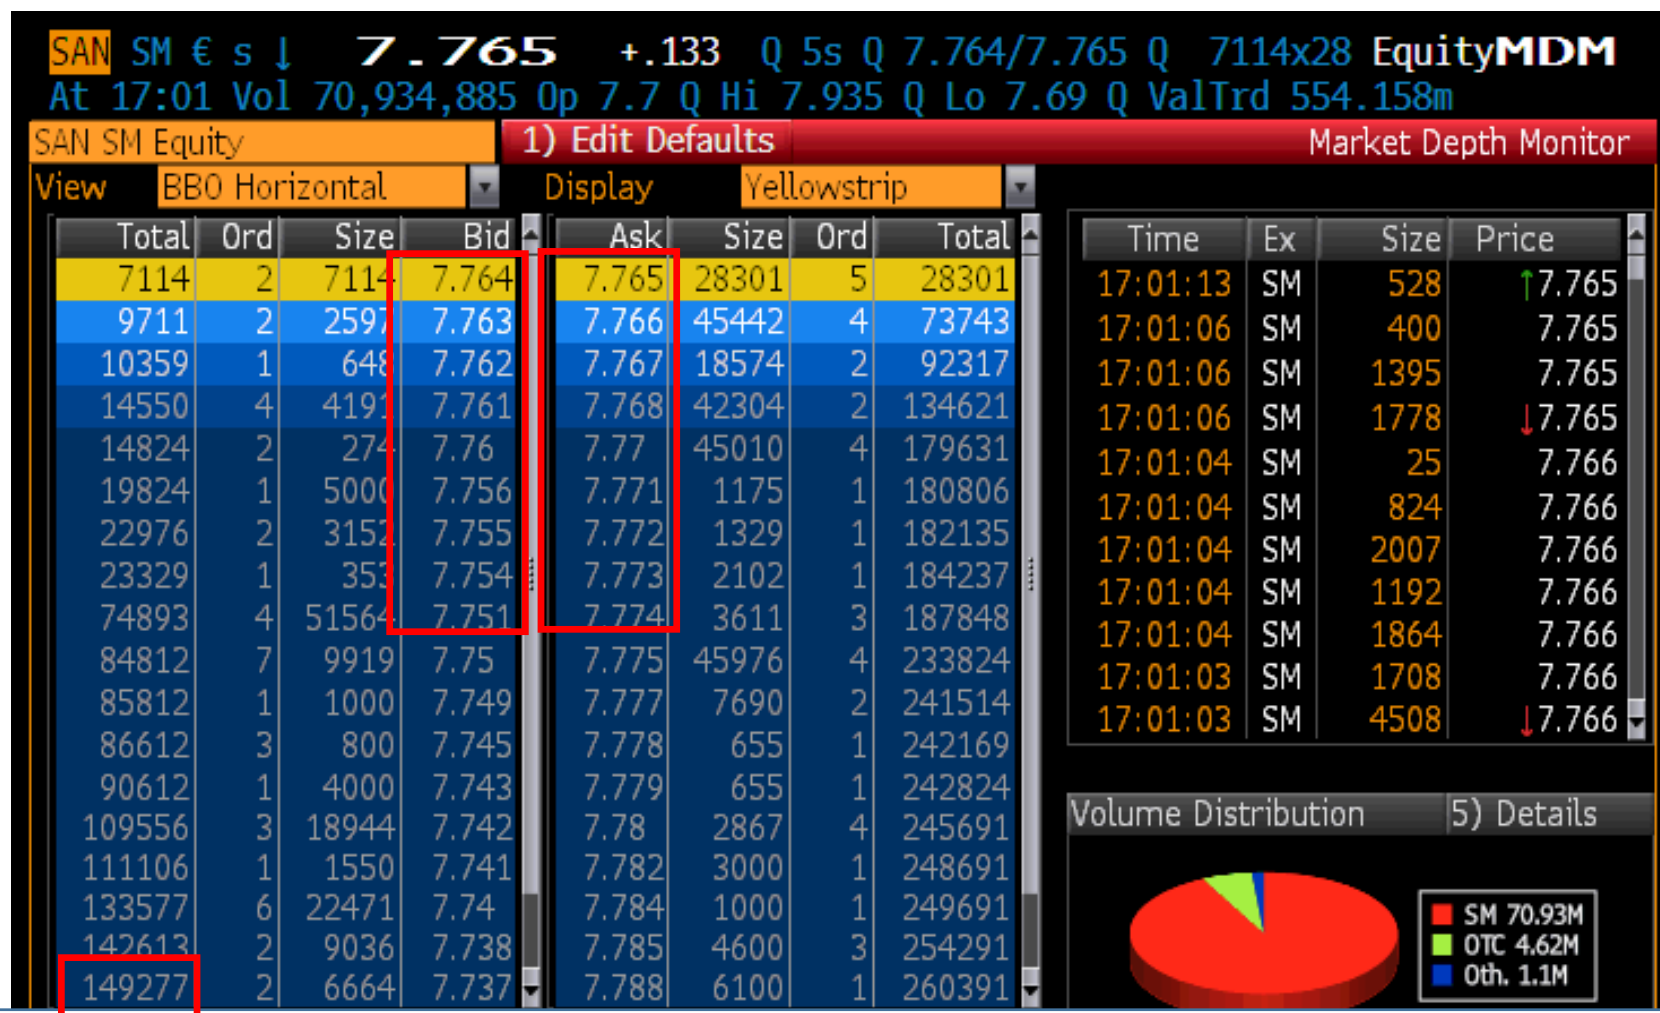 SAN SM € s ↓ 7.765 +.133 Q 5s Q 7.764/7.765 Q 7114x28 EquityMDM
At 17:01 Vol 70,934,885 Op 7.7 Q Hi 7.935 Q Lo 7.69 Q ValTrd 554.158m
SAN SM Equity 1) Edit Defaults Market Depth Monitor
View BBO Horizontal Display Yellowstrip
Total Ord Size Bid Ask Size Ord Total
7114 2 7114 7.764 7.765 28301 5 28301
9711 2 2597 7.763 7.766 45442 4 73743
10359 1 648 7.762 7.767 18574 2 92317
14550 4 4191 7.761 7.768 42304 2 134621
14824 2 274 7.76 7.77 45010 4 179631
19824 1 5000 7.756 7.771 1175 1 180806
22976 2 3152 7.755 7.772 1329 1 182135
23329 1 353 7.754 7.773 2102 1 184237
74893 4 51564 7.751 7.774 3611 3 187848
84812 7 9919 7.75 7.775 45976 4 233824
85812 1 1000 7.749 7.777 7690 2 241514
86612 3 800 7.745 7.778 655 1 242169
90612 1 4000 7.743 7.779 655 1 242824
109556 3 18944 7.742 7.78 2867 4 245691
111106 1 1550 7.741 7.782 3000 1 248691
133577 6 22471 7.74 7.784 1000 1 249691
142613 2 9036 7.738 7.785 4600 3 254291
149277 2 6664 7.737 7.788 6100 1 260391
Time Ex Size Price
17:01:13 SM 528 ↑7.765
17:01:06 SM 400 7.765
17:01:06 SM 1395 7.765
17:01:06 SM 1778 ↓7.765
17:01:04 SM 25 7.766
17:01:04 SM 824 7.766
17:01:04 SM 2007 7.766
17:01:04 SM 1192 7.766
17:01:04 SM 1864 7.766
17:01:03 SM 1708 7.766
17:01:03 SM 4508 ↓7.766
Volume Distribution 5) Details
SM 70.93M
OTC 4.62M
Oth. 1.1M